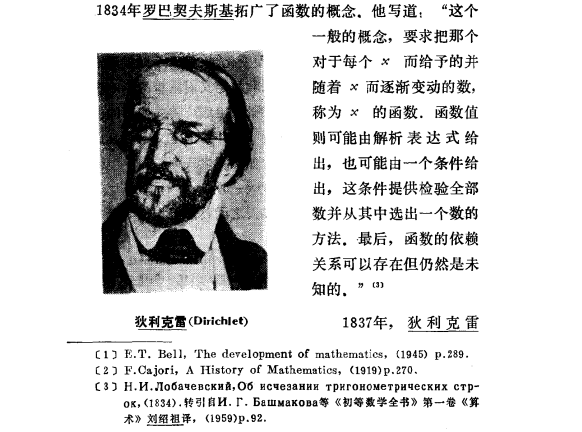 1834年罗巴契夫斯基拓广了函数的概念．他写道：“这个
一般的概念，要求把那个
对于每个 x 而给予的并
随着 x 而逐渐变动的数，
称为 x 的函数．函数值
则可能由解析表达式给
出，也可能由一个条件给
出，这条件提供检验全部
数并从其中选出一个数的
方法．最后，函数的依赖
关系可以存在但仍然是未
知的．”(3)
狄利克雷(Dirichlet)
1837年，狄利克雷
〔1〕E.T. Bell, The development of mathematics, (1945) p.289.
〔2〕F.Cajori, A History of Mathematics, (1919)p.270.
〔3〕Н.И.Лобачевский,Об исчезании тригонометрических стр-
ок,(1834).转引自И. Г. Башмакова等《初等数学全书》第一卷《算
术》刘绍祖译，(1959)p.92.